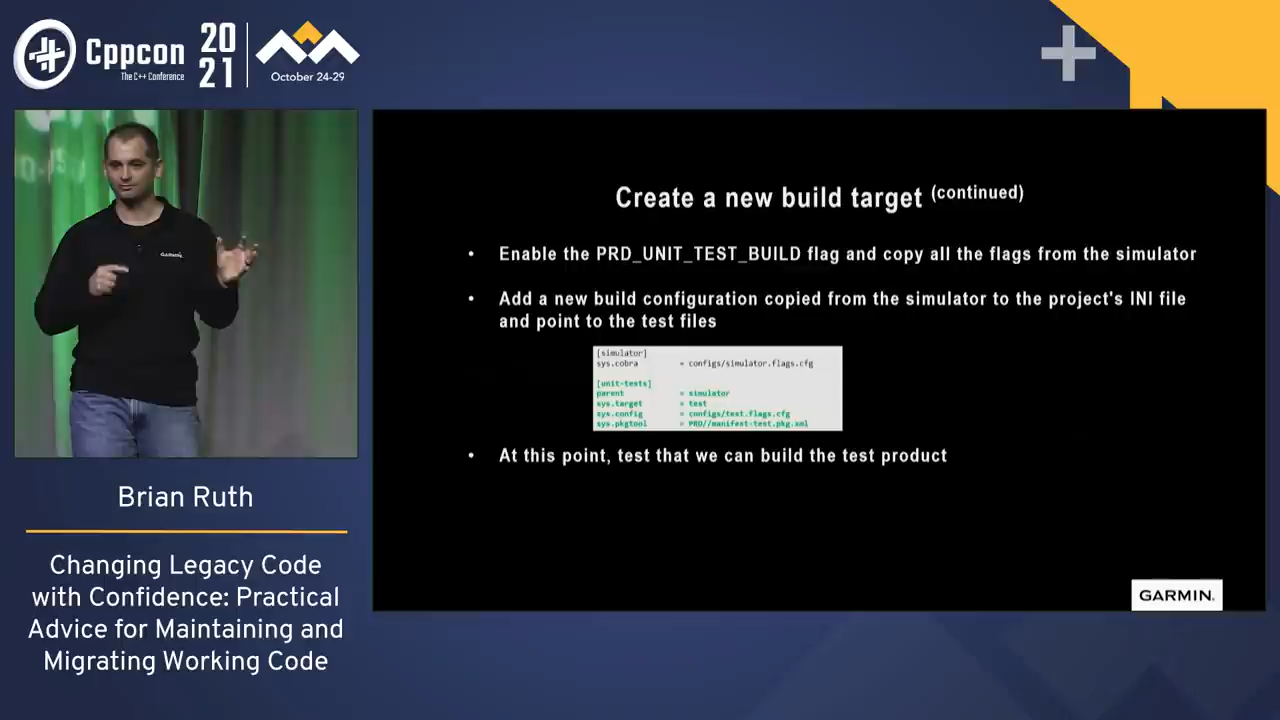 Cppcon
The C++ Conference
20
21
October 24-29
Create a new build target (continued)
• Enable the PRD_UNIT_TEST_BUILD flag and copy all the flags from the simulator
• Add a new build configuration copied from the simulator to the project's INI file
and point to the test files
[simulator]
sys.cobra = configs/simulator.flags.cfg
[unit-tests]
parent = simulator
sys.target = test
sys.config = configs/test.flags.cfg
sys.pkgtool = PRD//manifest-test.pkg.xml
• At this point, test that we can build the test product
GARMIN.
GARMIN
Brian Ruth
Changing Legacy Code
with Confidence: Practical
Advice for Maintaining and
Migrating Working Code